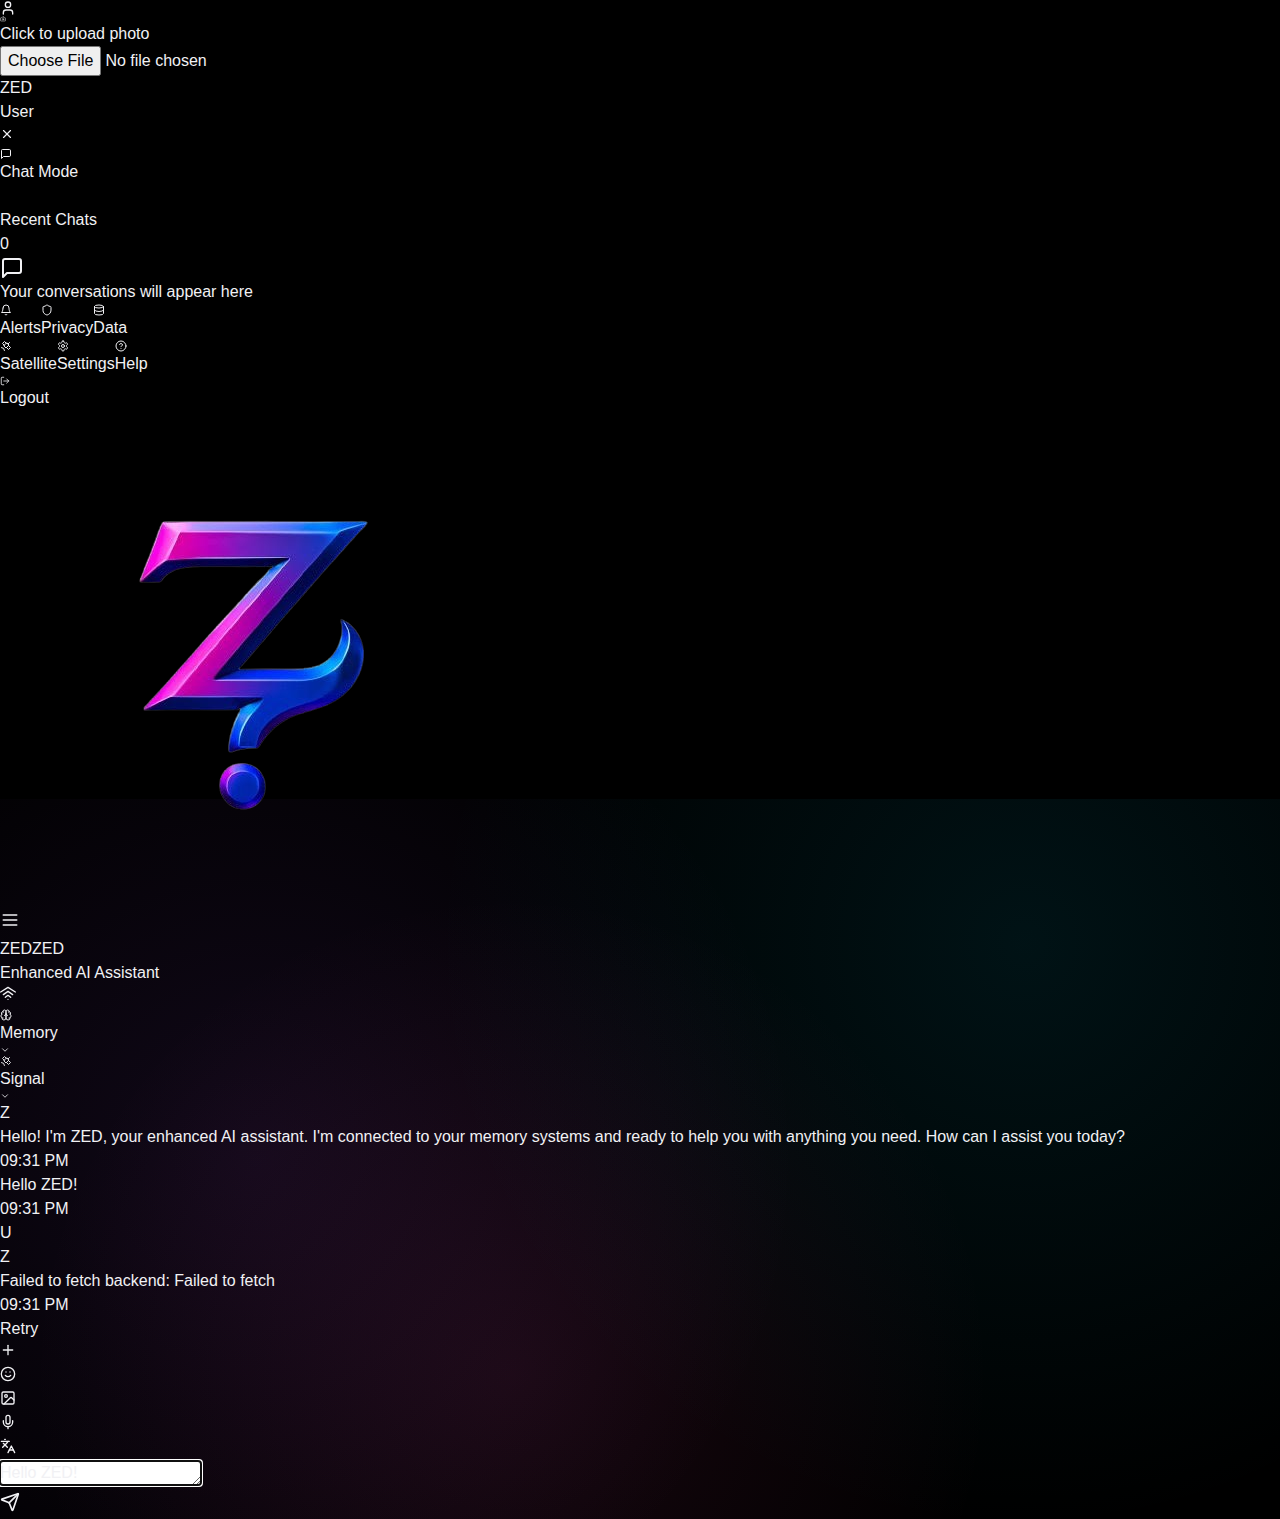 Click to upload photo
Choose File No file chosen
ZED
User
Chat Mode
Recent Chats
0
Your conversations will appear here
AlertsPrivacyData
SatelliteSettingsHelp
Logout
ZEDZED
Enhanced AI Assistant
Memory
Signal
Z
Hello! I'm ZED, your enhanced AI assistant. I'm connected to your memory systems and ready to help you with anything you need. How can I assist you today?
09:31 PM
Hello ZED!
09:31 PM
U
Z
Failed to fetch backend: Failed to fetch
09:31 PM
Retry
Hello ZED!